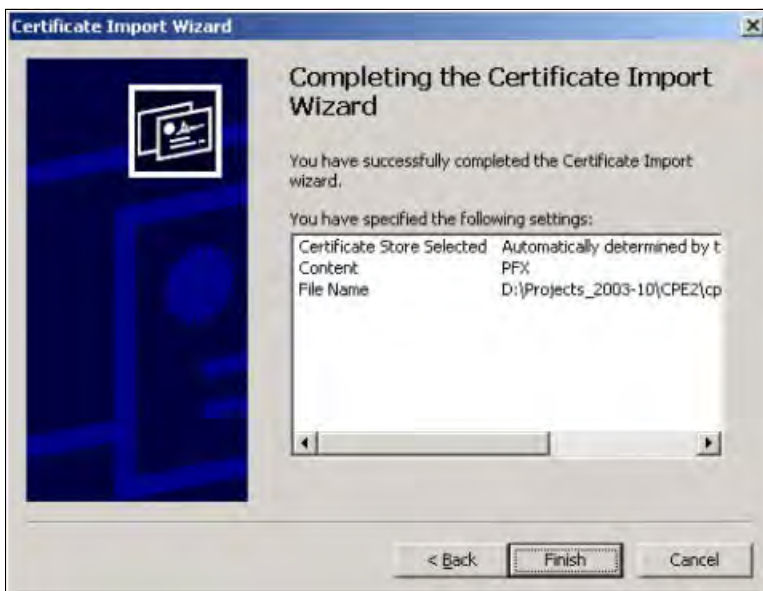 Certificate Import Wizard
Completing the Certificate Import
Wizard
You have successfully completed the Certificate Import
wizard.
You have specified the following settings:
Certificate Store Selected Automatically determined by t
Content PFX
File Name D:\Projects_2003-10\CPE2\cp
< Back Finish Cancel